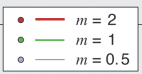 m = 2
m = 1
m = 0.5